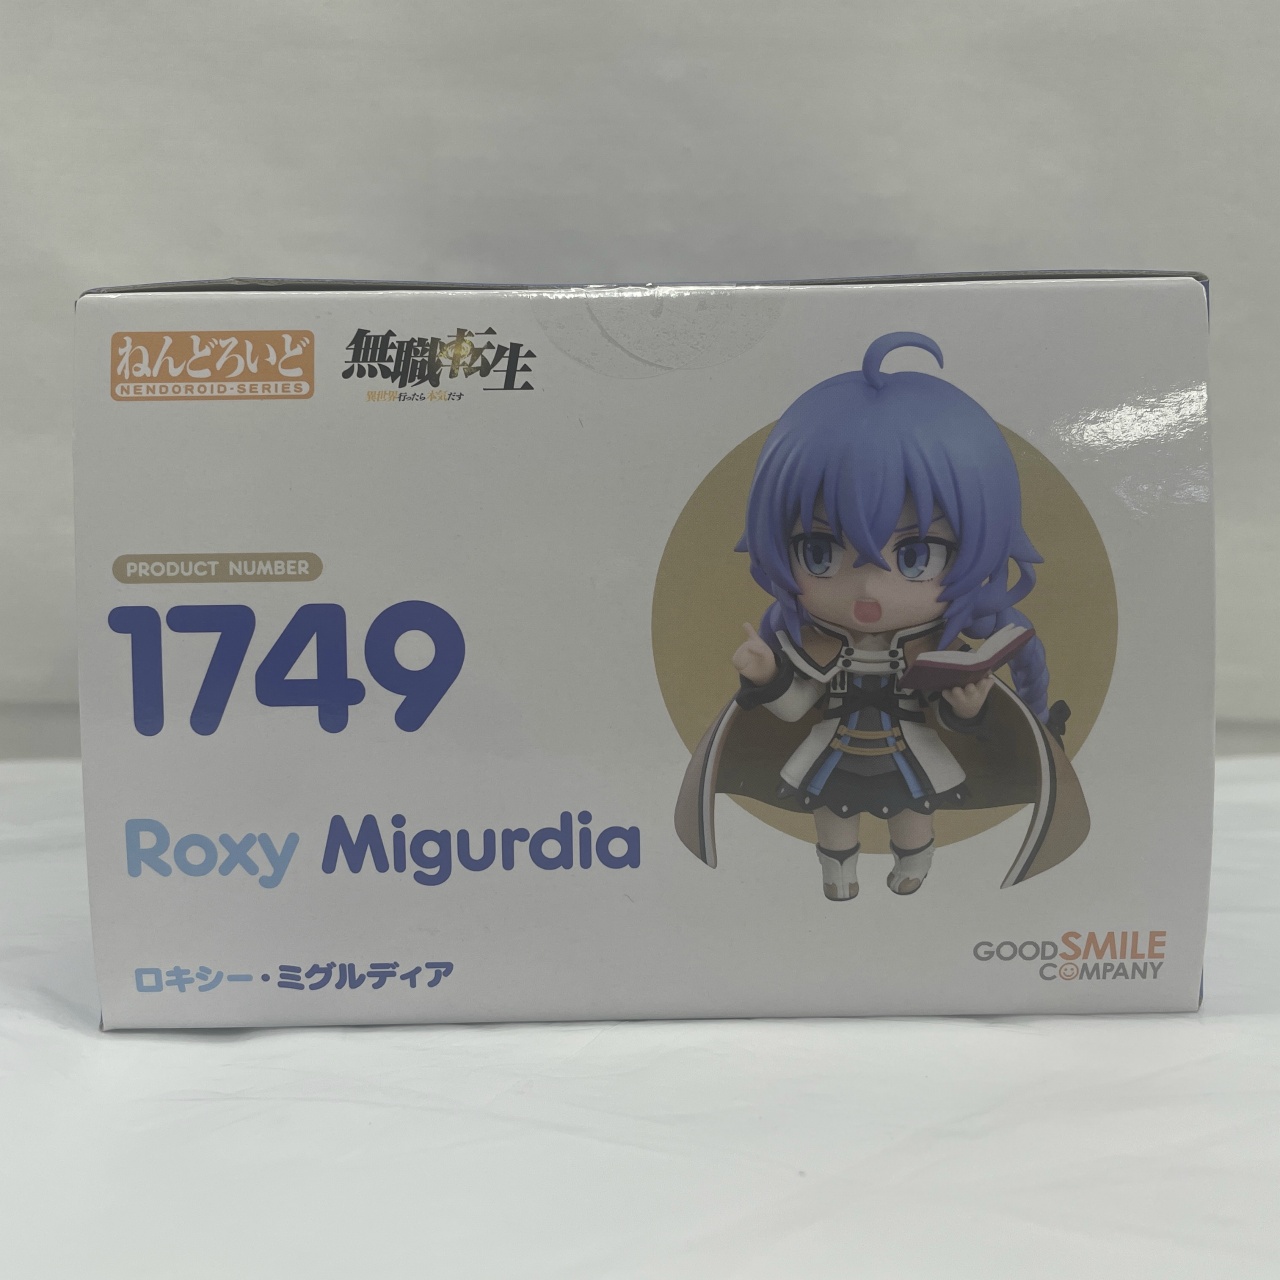 ねんどろいど
NENDOROID・SERIES
無職転生
異世界行ったら本気だす
PRODUCT NUMBER
1749
Roxy Migurdia
ロキシー・ミグルディア
GOOD SMILE
COMPANY